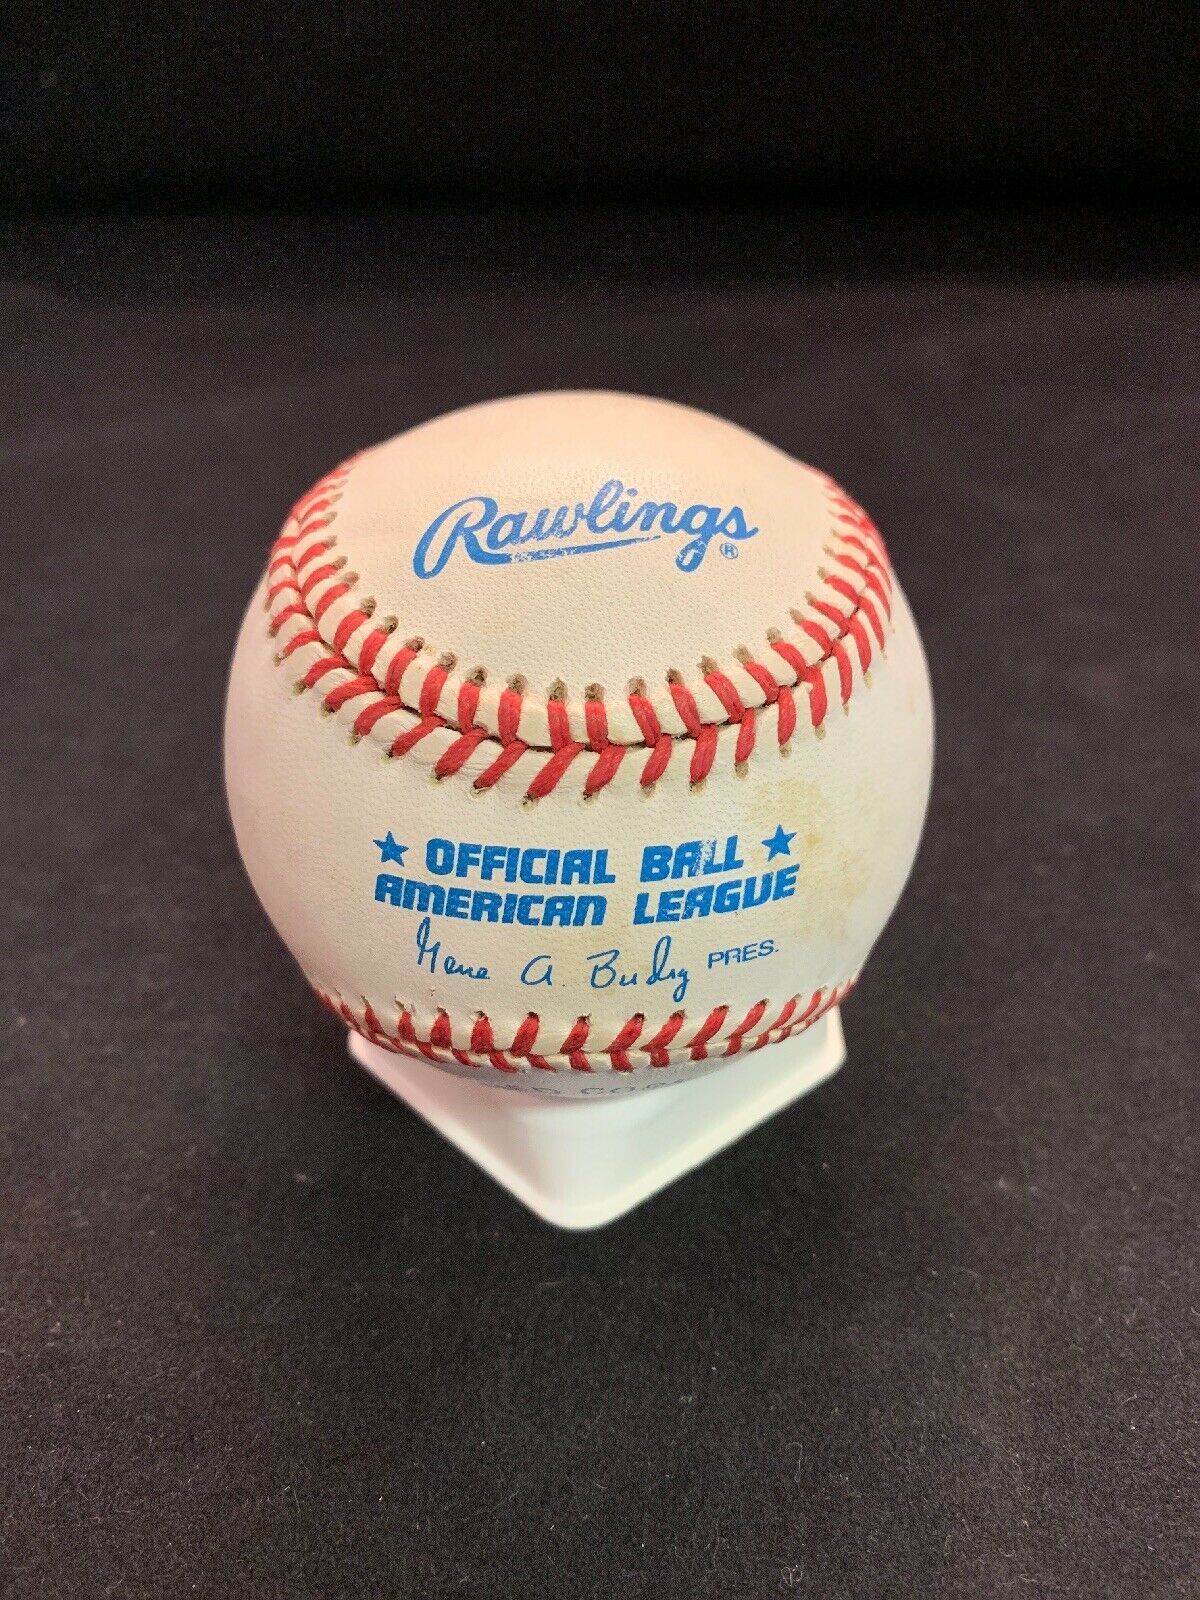 Rawlings ®
★ OFFICIAL BALL ★
AMERICAN LEAGUE
Gene A. Budig PRES.